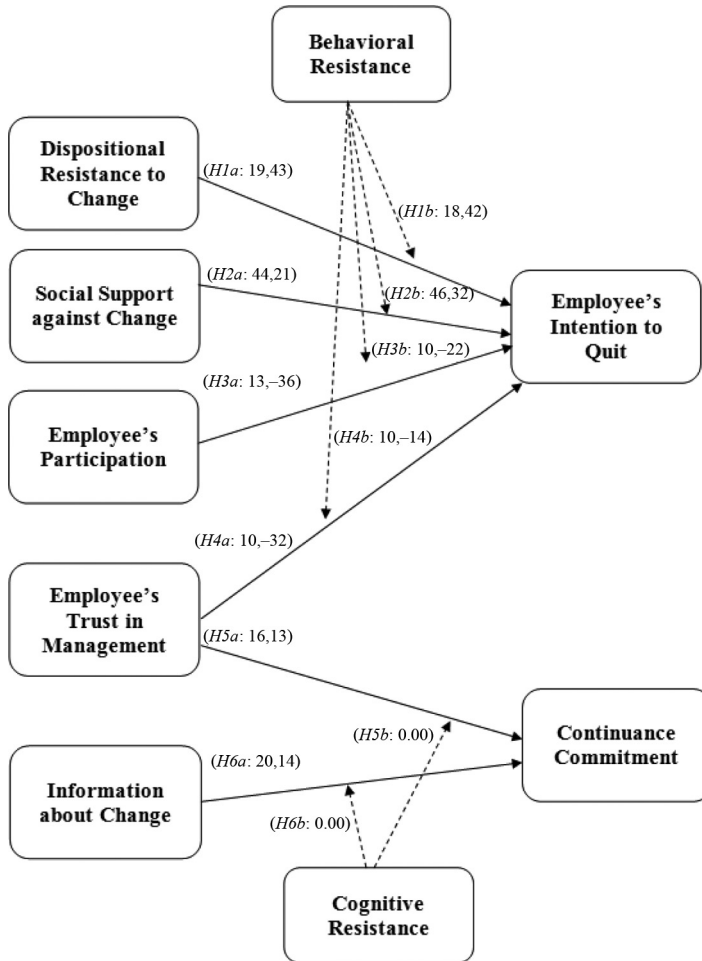 Behavioral
Resistance
Dispositional
Resistance to
Change
(H1a: 19,43)
(H1b: 18,42)
Social Support
against Change
(H2a: 44,21)
(H2b: 46,32)
Employee's
Intention to
Quit
(H3b: 10,–22)
(H3a: 13,–36)
Employee's
Participation
(H4b: 10,–14)
(H4a: 10,–32)
Employee's
Trust in
Management
(H5a: 16,13)
(H5b: 0.00)
Continuance
Commitment
(H6a: 20,14)
Information
about Change
(H6b: 0.00)
Cognitive
Resistance